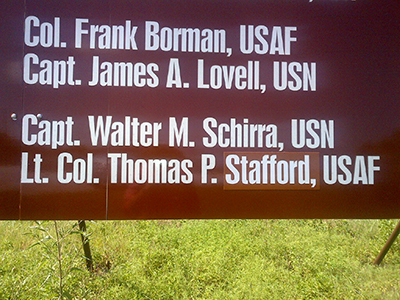 Col. Frank Borman, USAF
Capt. James A. Lovell, USN
Capt. Walter M. Schirra, USN
Lt. Col. Thomas P. Stafford, USAF